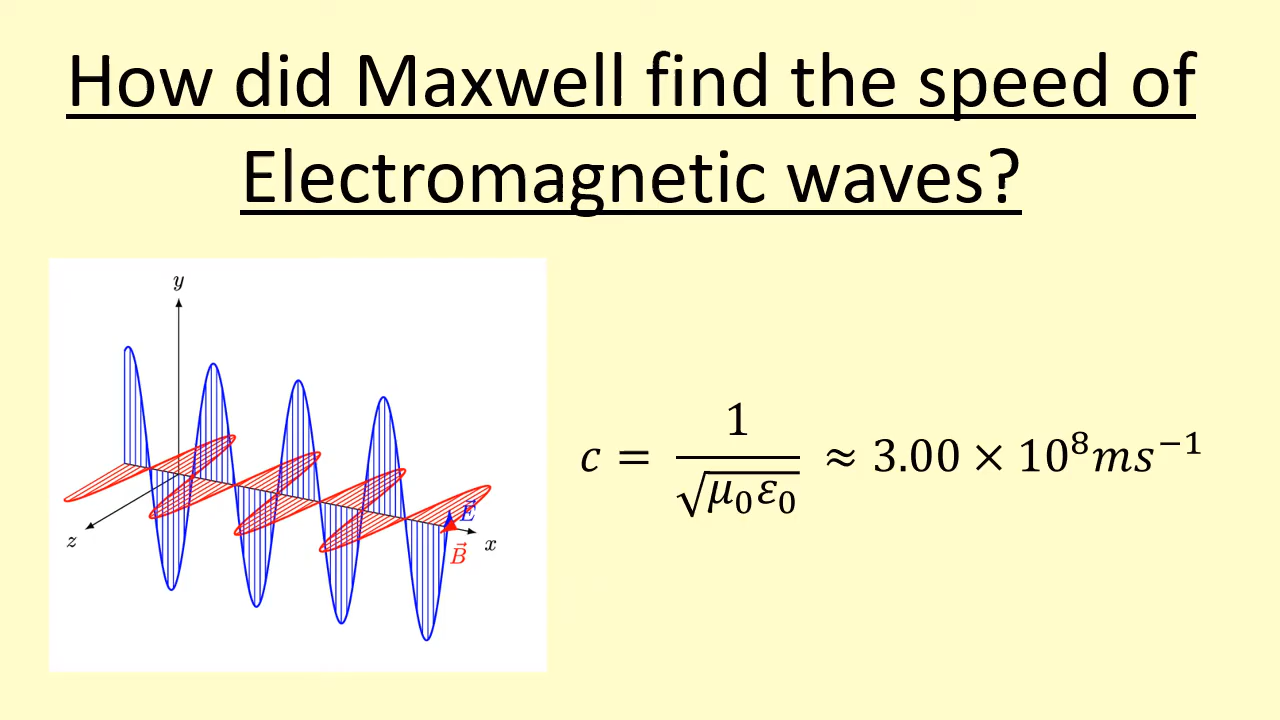 How did Maxwell find the speed of
Electromagnetic waves?
y
z
x
E⃗
B⃗
c = 1/√(μ₀ε₀) ≈ 3.00 × 10⁸ms⁻¹